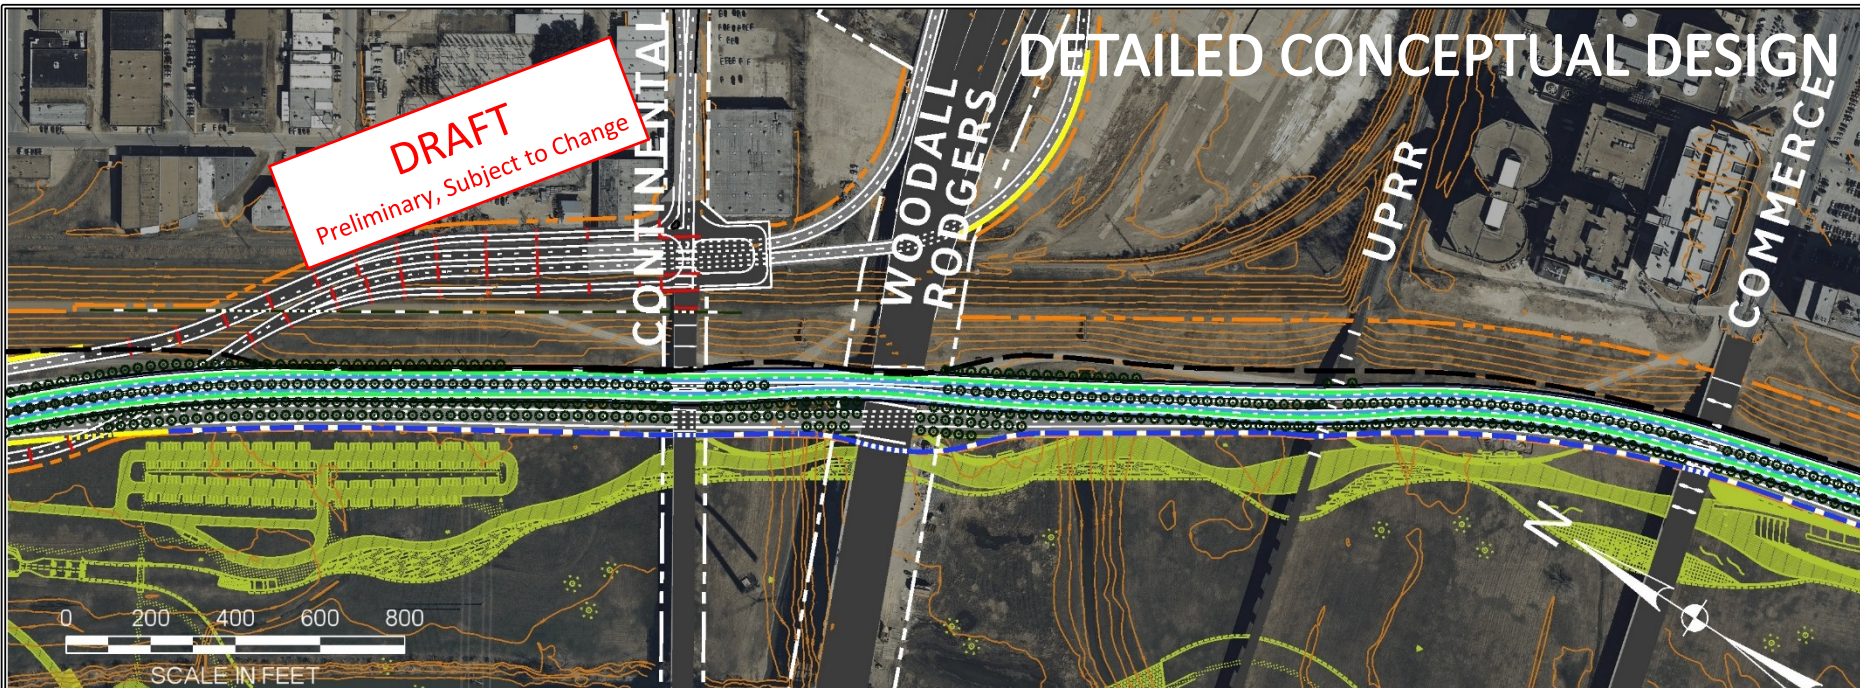 DETAILED CONCEPTUAL DESIGN
DRAFT
Preliminary, Subject to Change
CONTINENTAL
WOODALL
RODGERS
UPRR
COMMERCE
N
0 200 400 600 800
SCALE IN FEET